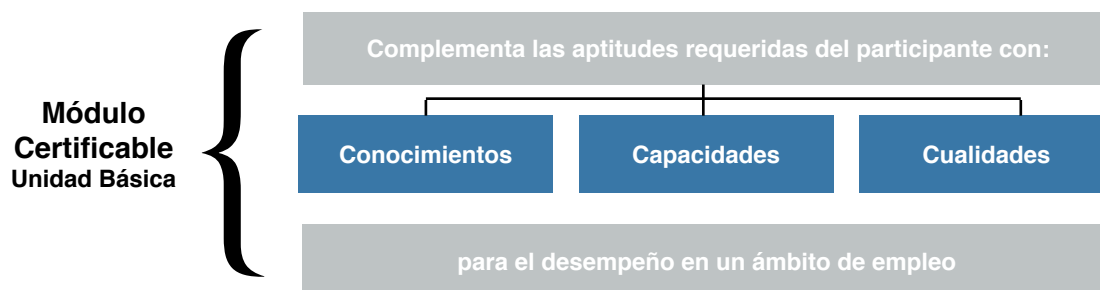 Módulo
Certificable
Unidad Básica
Complementa las aptitudes requeridas del participante con:
Conocimientos
Capacidades
Cualidades
para el desempeño en un ámbito de empleo